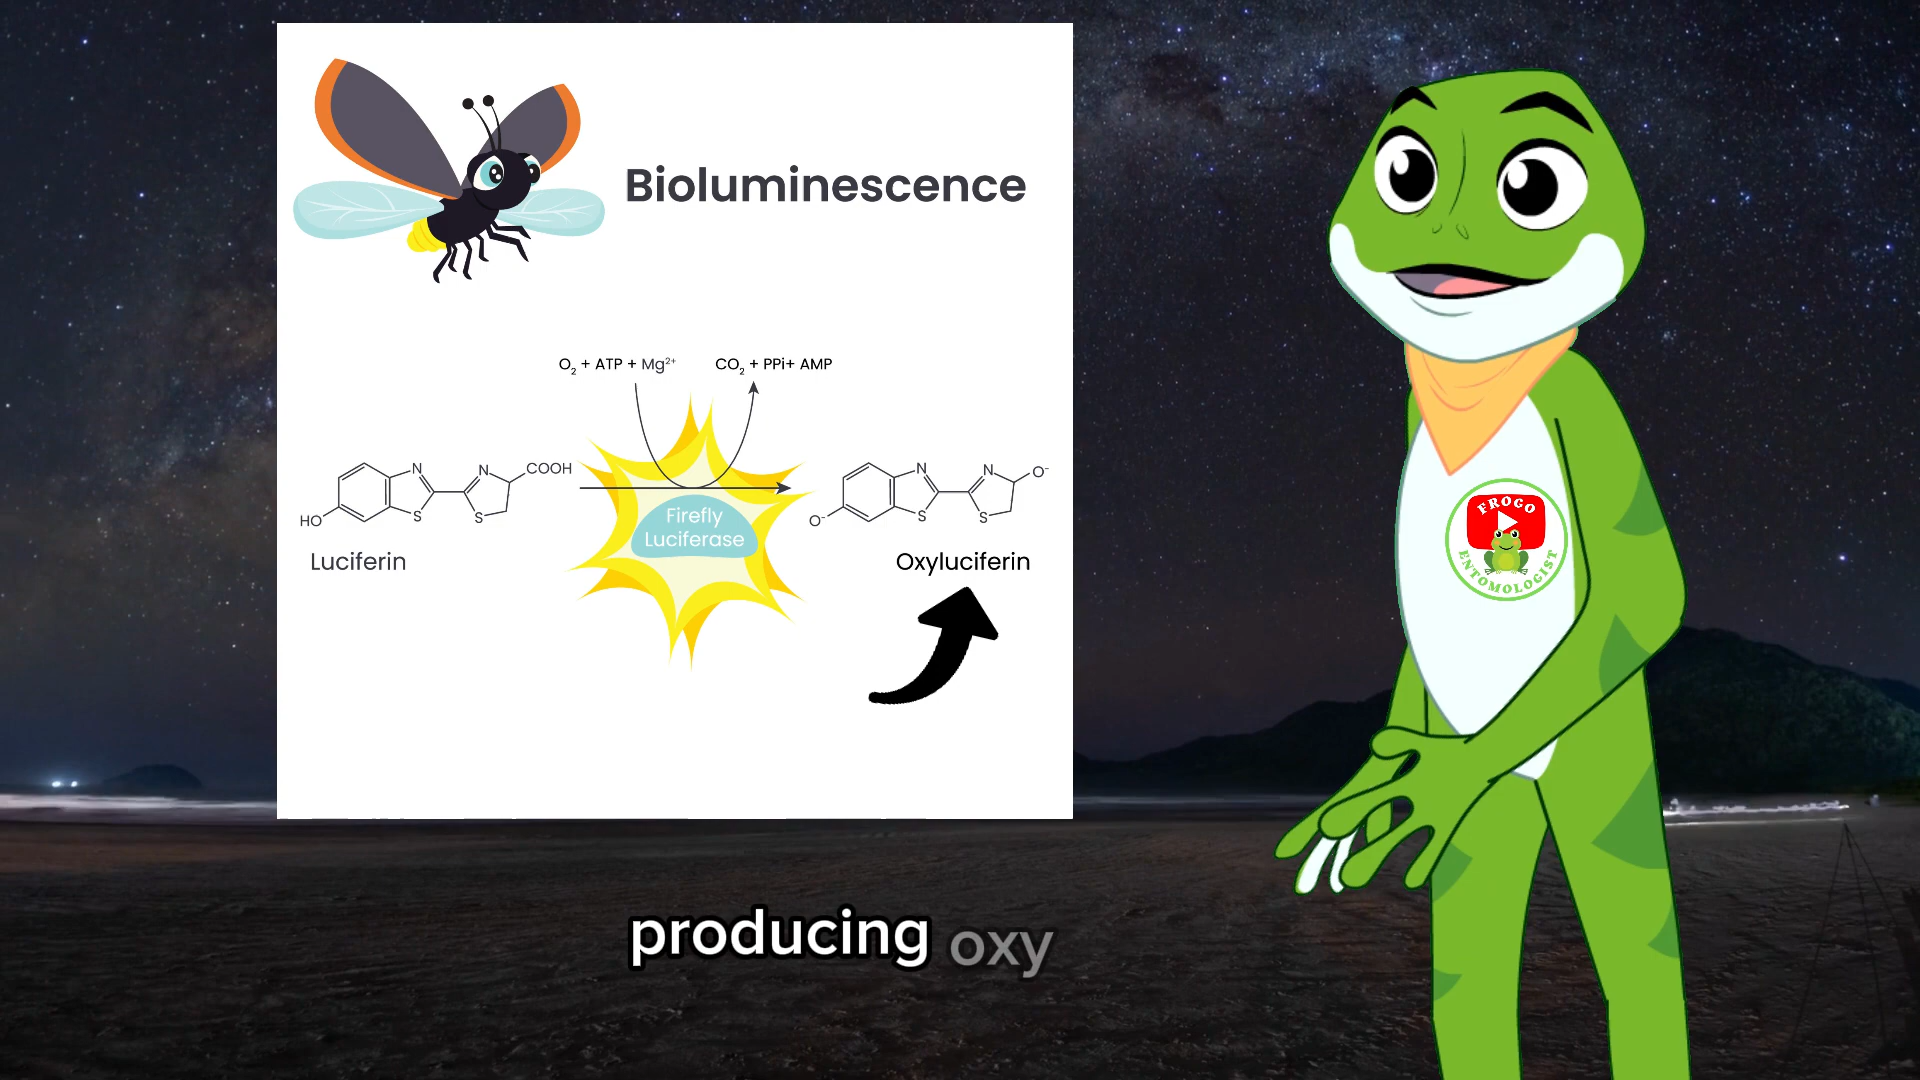 Bioluminescence
O₂ + ATP + Mg²⁺
CO₂ + PPi+ AMP
N
S
N
S
COOH
HO
Luciferin
Firefly
Luciferase
N
S
N
S
O⁻
O⁻
Oxyluciferin
FROGO
ENTOMOLOGIST
producing oxy